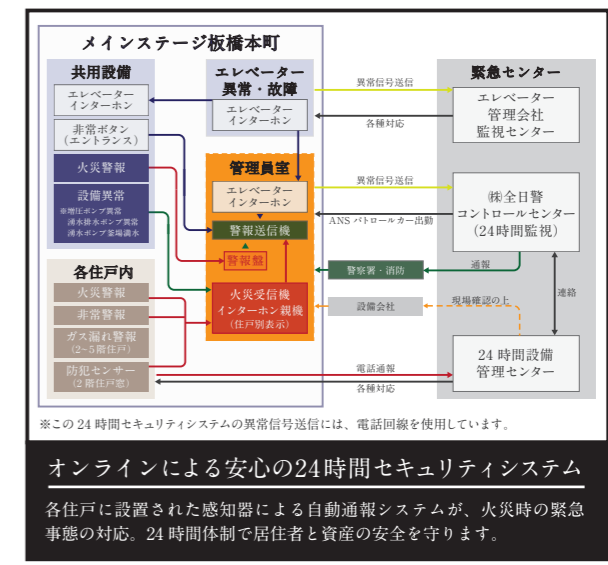 メインステージ板橋本町
共用設備
エレベーター
インターホン
非常ボタン
(エントランス)
火災警報
設備異常
※増圧ポンプ異常
湧水排水ポンプ異常
湧水ポンプ釜場満水
各住戸内
火災警報
非常警報
ガス漏れ警報
(2~5階住戸)
防犯センサー
(2階住戸窓)
エレベーター
異常・故障
エレベーター
インターホン
管理員室
エレベーター
インターホン
警報送信機
警報盤
火災受信機
インターホン親機
(住戸別表示)
異常信号送信
各種対応
異常信号送信
ANSパトロールカー出動
警察署・消防
通報
設備会社
現場確認の上
連絡
電話通報
各種対応
緊急センター
エレベーター
管理会社
監視センター
㈱全日警
コントロールセンター
(24時間監視)
24時間設備
管理センター
※この24時間セキュリティシステムの異常信号送信には、電話回線を使用しています。
オンラインによる安心の24時間セキュリティシステム
各住戸に設置された感知器による自動通報システムが、火災時の緊急
事態の対応。24時間体制で居住者と資産の安全を守ります。